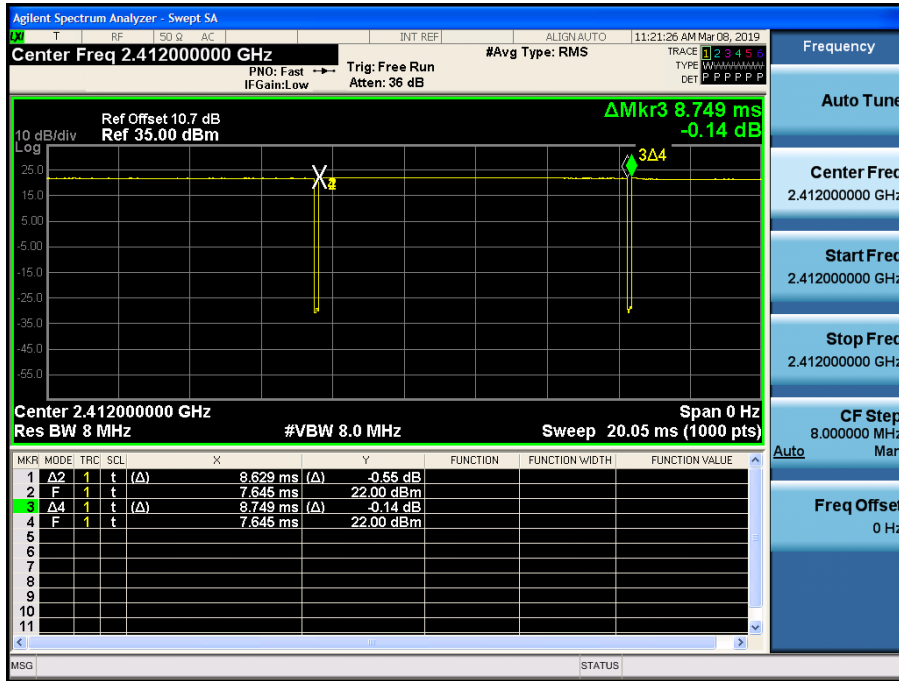 Agilent Spectrum Analyzer - Swept SA
LXI T RF 50 Ω AC INT REF ALIGN AUTO 11:21:26 AM Mar 08, 2019
Center Freq 2.412000000 GHz
PNO: Fast
IFGain:Low
Trig: Free Run
Atten: 36 dB
#Avg Type: RMS
TRACE 1 2 3 4 5 6
TYPE
DET P P P P P P
ΔMkr3 8.749 ms
-0.14 dB
Ref Offset 10.7 dB
10 dB/div Ref 35.00 dBm
Log
3Δ4
25.0
15.0
5.00
-5.00
-15.0
-25.0
-35.0
-45.0
-55.0
Center 2.412000000 GHz Span 0 Hz
Res BW 8 MHz #VBW 8.0 MHz Sweep 20.05 ms (1000 pts)
MKR MODE TRC SCL X Y FUNCTION FUNCTION WIDTH FUNCTION VALUE
1 Δ2 1 t (Δ) 8.629 ms (Δ) -0.55 dB
2 F 1 t 7.645 ms 22.00 dBm
3 Δ4 1 t (Δ) 8.749 ms (Δ) -0.14 dB
4 F 1 t 7.645 ms 22.00 dBm
5
6
7
8
9
10
11
MSG STATUS
Frequency
Auto Tune
Center Freq
2.412000000 GHz
Start Freq
2.412000000 GHz
Stop Freq
2.412000000 GHz
CF Step
8.000000 MHz
Auto Man
Freq Offset
0 Hz